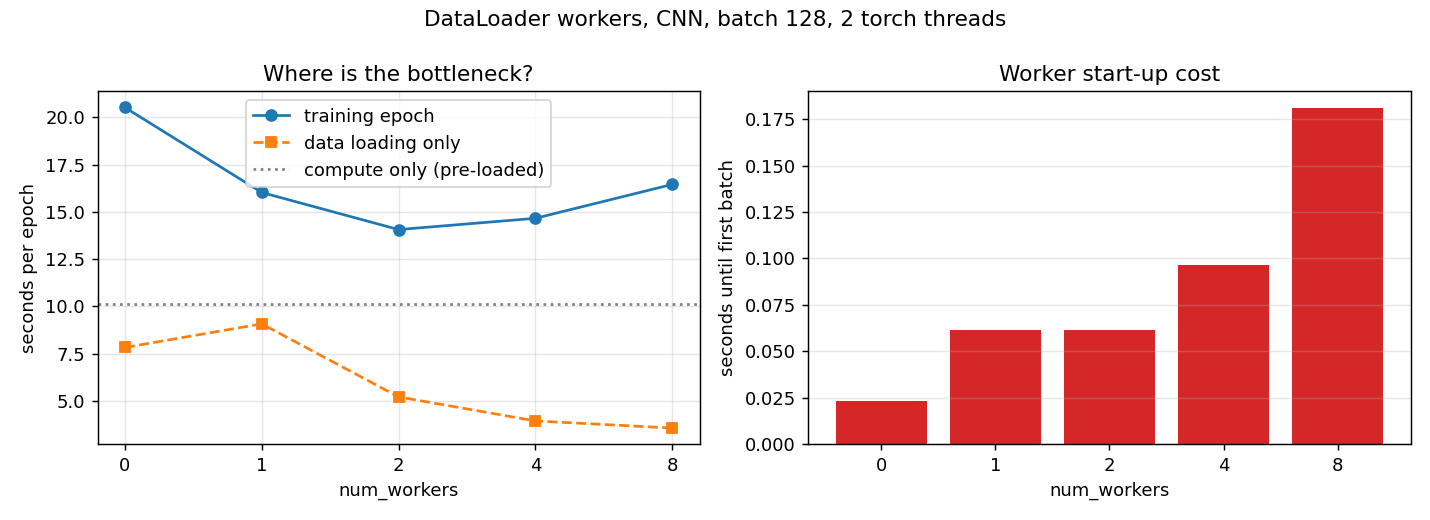 DataLoader workers, CNN, batch 128, 2 torch threads
Where is the bottleneck?
training epoch
data loading only
compute only (pre-loaded)
seconds per epoch
20.0
17.5
15.0
12.5
10.0
7.5
5.0
0 1 2 4 8
num_workers
Worker start-up cost
seconds until first batch
0.175
0.150
0.125
0.100
0.075
0.050
0.025
0.000
0 1 2 4 8
num_workers